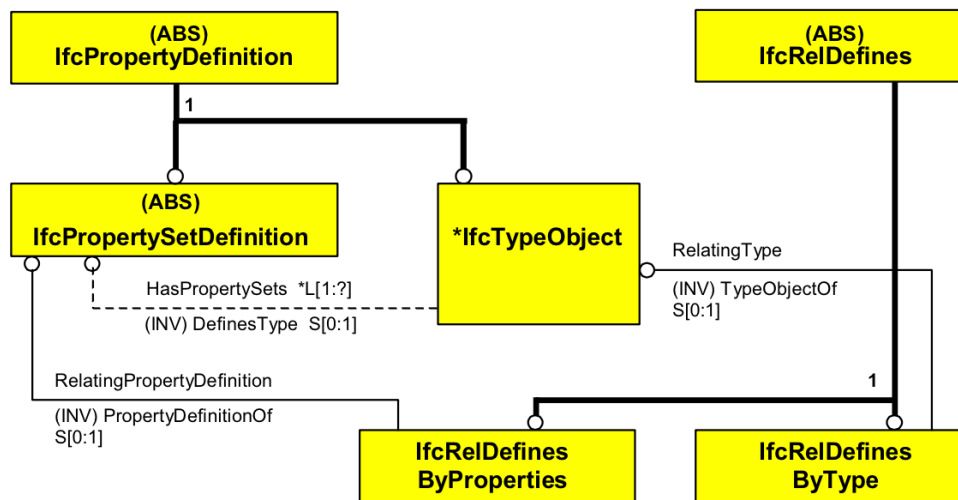 (ABS)
IfcPropertyDefinition
(ABS)
IfcRelDefines
1
(ABS)
IfcPropertySetDefinition
*IfcTypeObject
RelatingType
(INV) TypeObjectOf
S[0:1]
HasPropertySets *L[1:?]
(INV) DefinesType S[0:1]
RelatingPropertyDefinition
(INV) PropertyDefinitionOf
S[0:1]
1
IfcRelDefines
ByProperties
IfcRelDefines
ByType